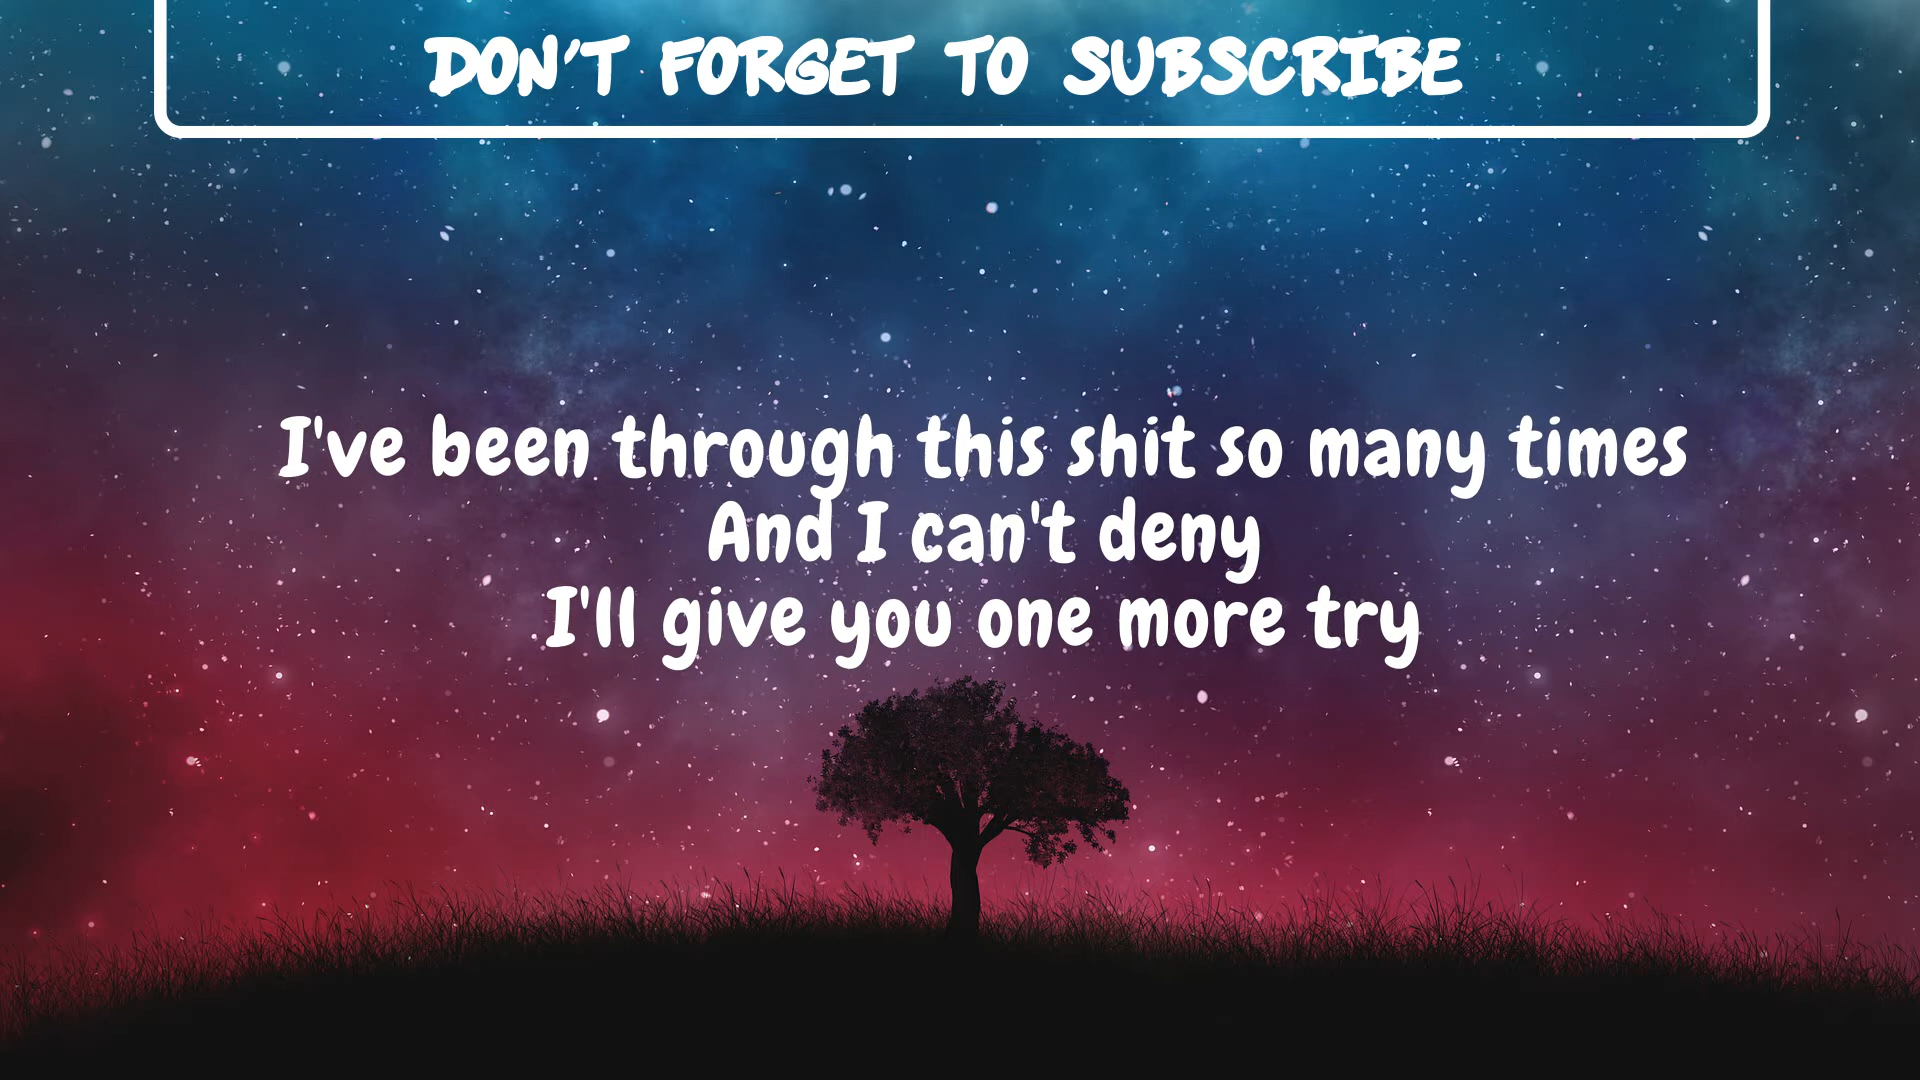 DON'T FORGET TO SUBSCRIBE
I've been through this shit so many times
And I can't deny
I'll give you one more try